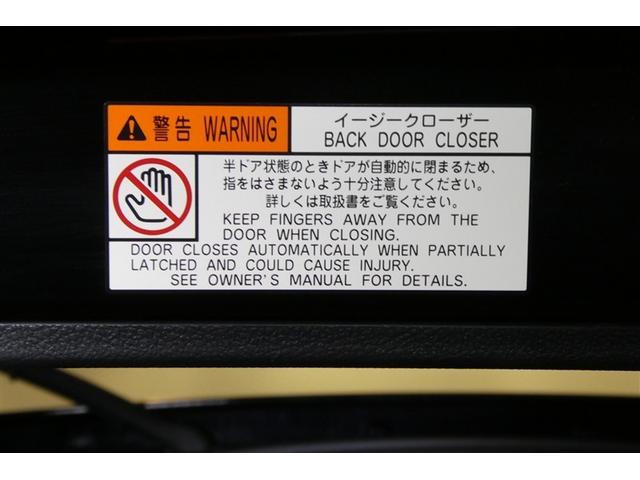 警告 WARNING
イージークローザー
BACK DOOR CLOSER
半ドア状態のときドアが自動的に閉まるため、
指をはさまないよう十分注意してください。
詳しくは取扱書をご覧ください。
KEEP FINGERS AWAY FROM THE
DOOR WHEN CLOSING.
DOOR CLOSES AUTOMATICALLY WHEN PARTIALLY
LATCHED AND COULD CAUSE INJURY.
SEE OWNER'S MANUAL FOR DETAILS.